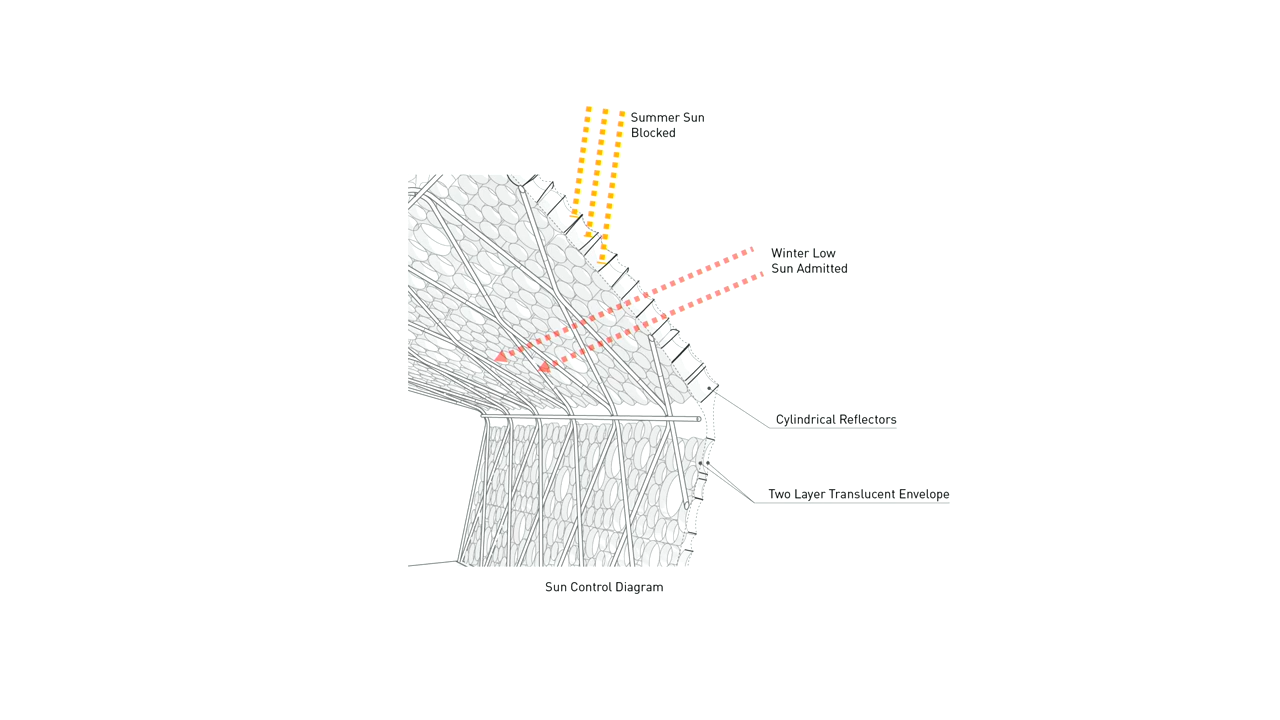 Summer Sun
Blocked
Winter Low
Sun Admitted
Cylindrical Reflectors
Two Layer Translucent Envelope
Sun Control Diagram